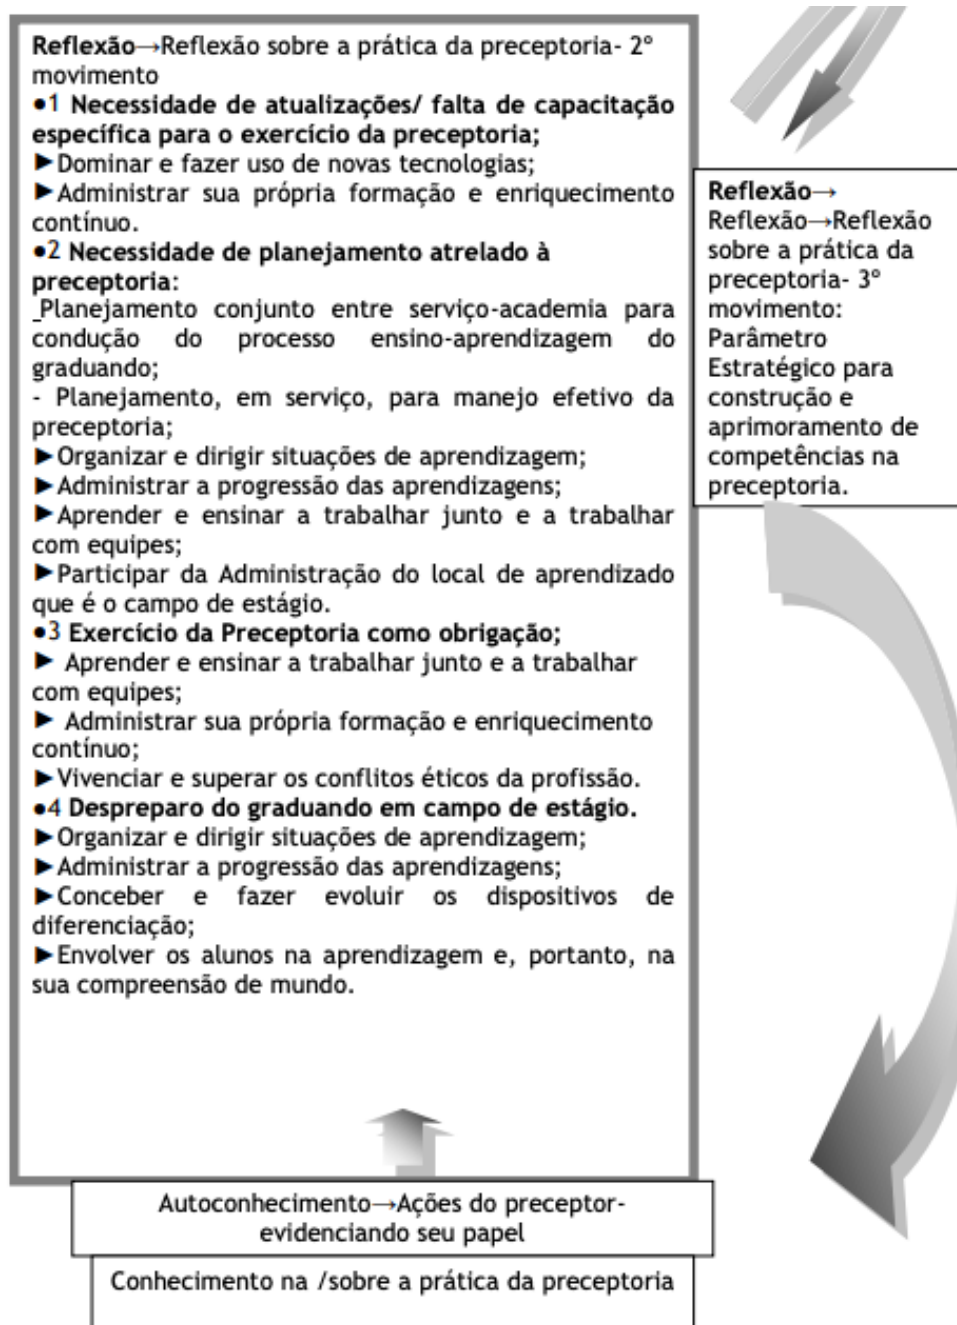 Reflexão→Reflexão sobre a prática da preceptoria- 2º
movimento
●1 Necessidade de atualizações/ falta de capacitação
específica para o exercício da preceptoria;
►Dominar e fazer uso de novas tecnologias;
►Administrar sua própria formação e enriquecimento
contínuo.
●2 Necessidade de planejamento atrelado à
preceptoria:
_Planejamento conjunto entre serviço-academia para
condução do processo ensino-aprendizagem do
graduando;
- Planejamento, em serviço, para manejo efetivo da
preceptoria;
►Organizar e dirigir situações de aprendizagem;
►Administrar a progressão das aprendizagens;
►Aprender e ensinar a trabalhar junto e a trabalhar
com equipes;
►Participar da Administração do local de aprendizado
que é o campo de estágio.
●3 Exercício da Preceptoria como obrigação;
► Aprender e ensinar a trabalhar junto e a trabalhar
com equipes;
► Administrar sua própria formação e enriquecimento
contínuo;
►Vivenciar e superar os conflitos éticos da profissão.
●4 Despreparo do graduando em campo de estágio.
►Organizar e dirigir situações de aprendizagem;
►Administrar a progressão das aprendizagens;
►Conceber e fazer evoluir os dispositivos de
diferenciação;
►Envolver os alunos na aprendizagem e, portanto, na
sua compreensão de mundo.
Reflexão→
Reflexão→Reflexão
sobre a prática da
preceptoria- 3º
movimento:
Parâmetro
Estratégico para
construção e
aprimoramento de
competências na
preceptoria.
Autoconhecimento→Ações do preceptor-
evidenciando seu papel
Conhecimento na /sobre a prática da preceptoria